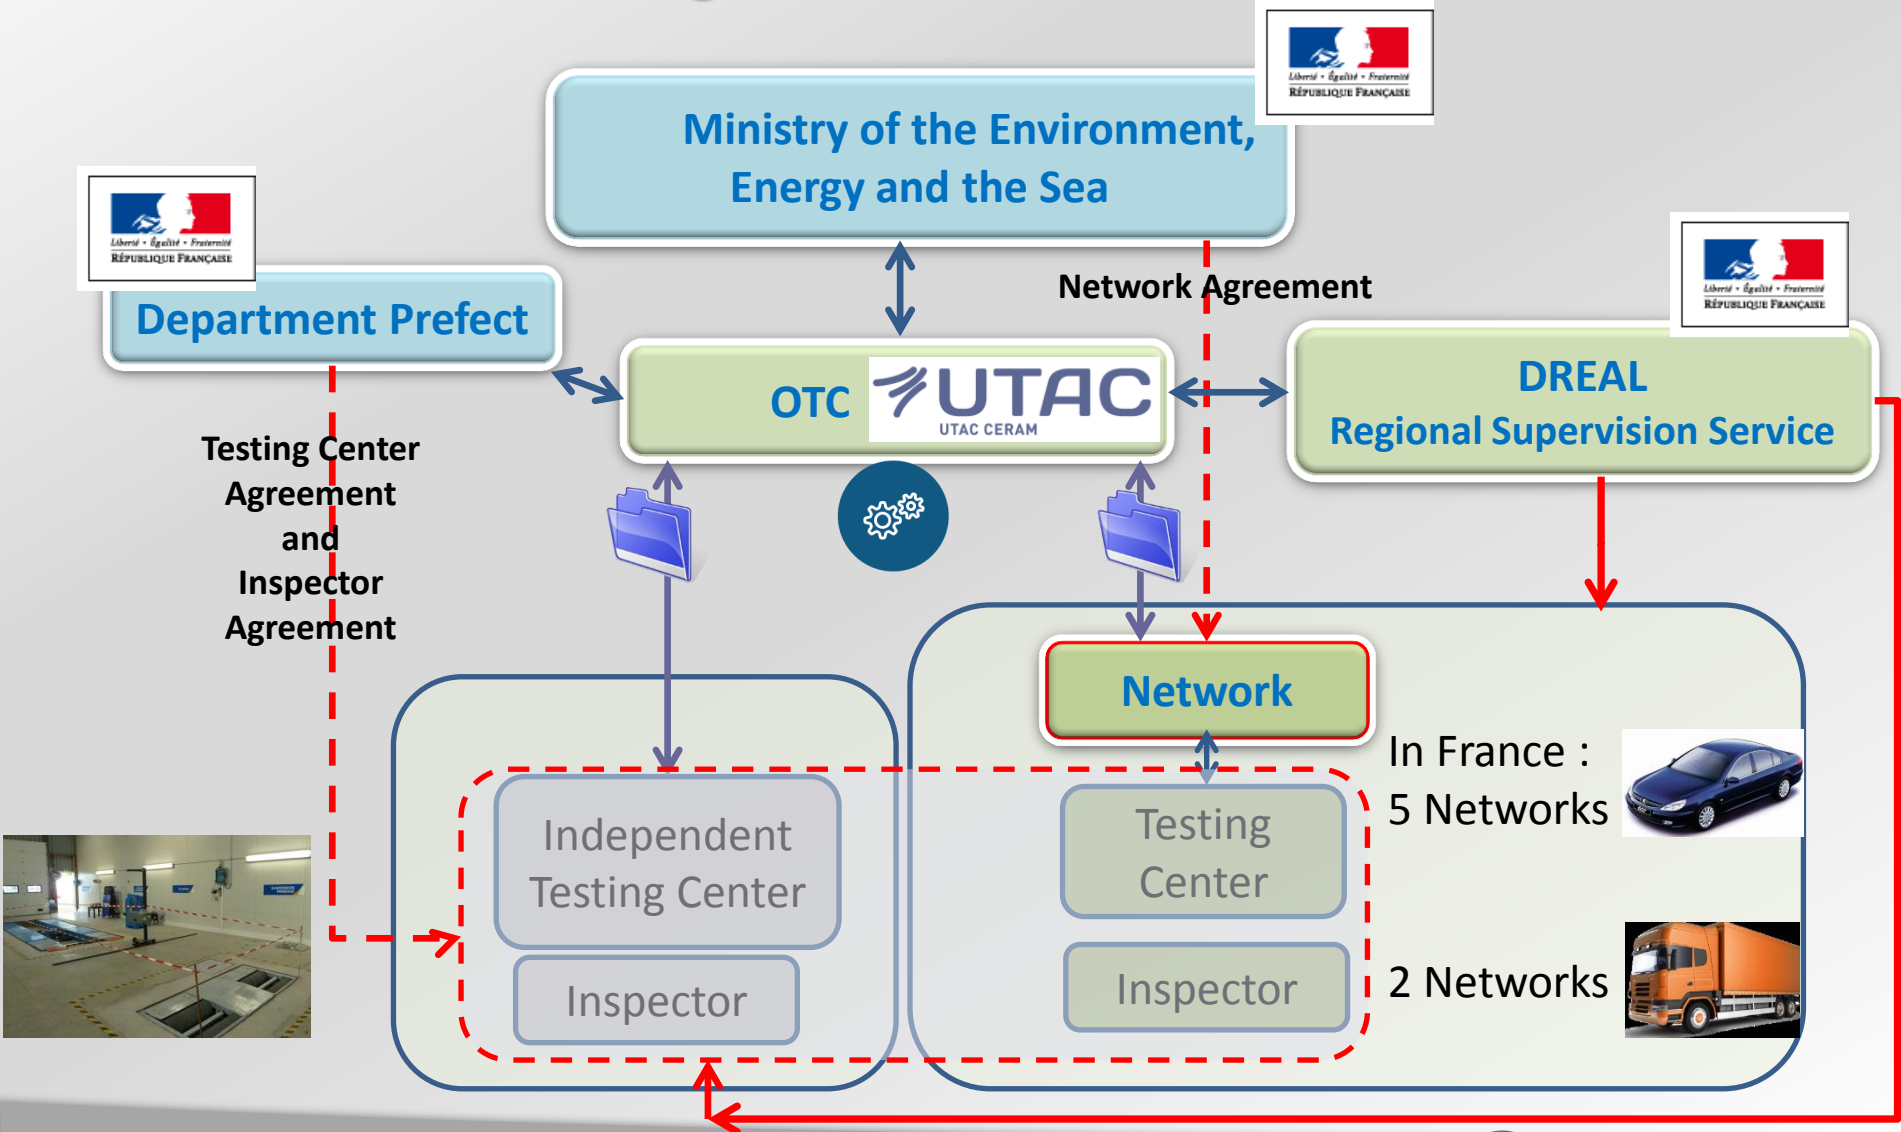 Liberté • Égalité • Fraternité
RÉPUBLIQUE FRANÇAISE
Ministry of the Environment,
Energy and the Sea
Liberté • Égalité • Fraternité
RÉPUBLIQUE FRANÇAISE
Department Prefect
Liberté • Égalité • Fraternité
RÉPUBLIQUE FRANÇAISE
Network Agreement
OTC
UTAC
UTAC CERAM
DREAL
Regional Supervision Service
Testing Center
Agreement
and
Inspector
Agreement
Network
In France :
5 Networks
Independent
Testing Center
Testing
Center
Inspector
Inspector
2 Networks